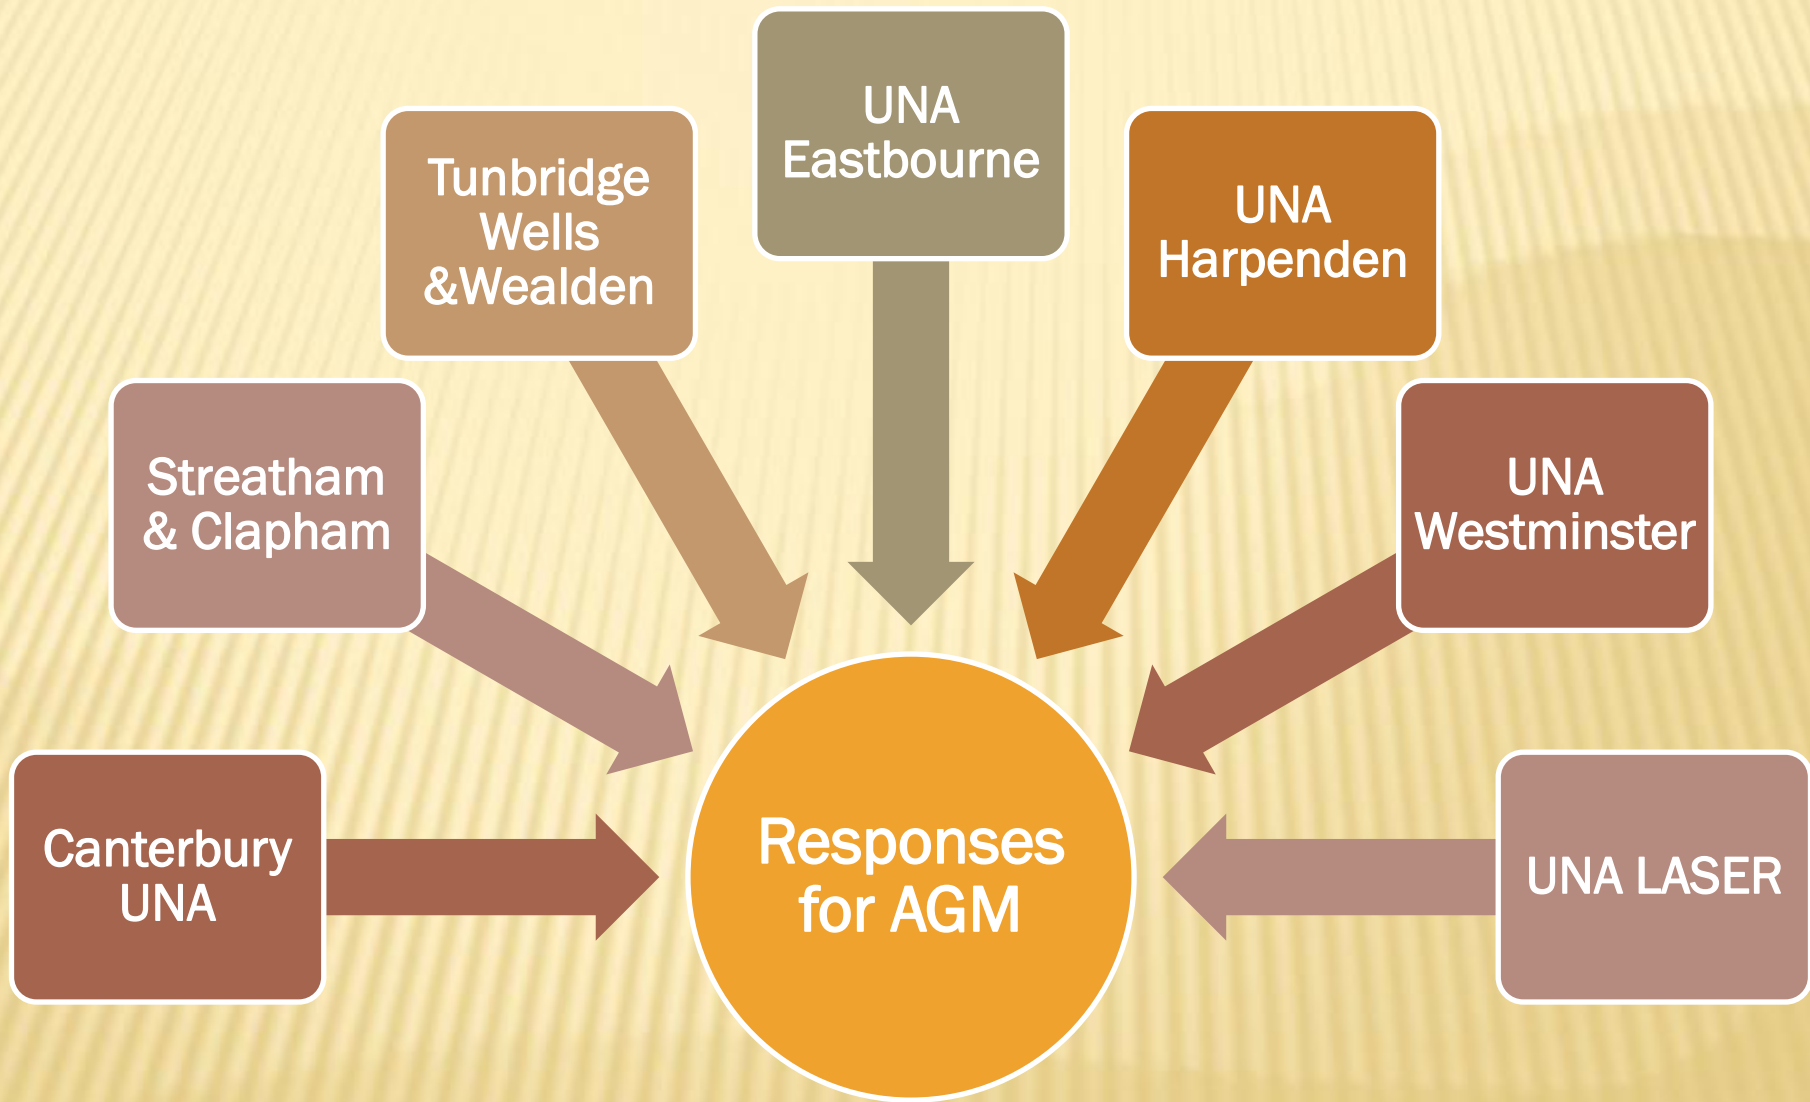 UNA
Eastbourne
Tunbridge
Wells
&Wealden
UNA
Harpenden
Streatham
& Clapham
UNA
Westminster
Canterbury
UNA
Responses
for AGM
UNA LASER